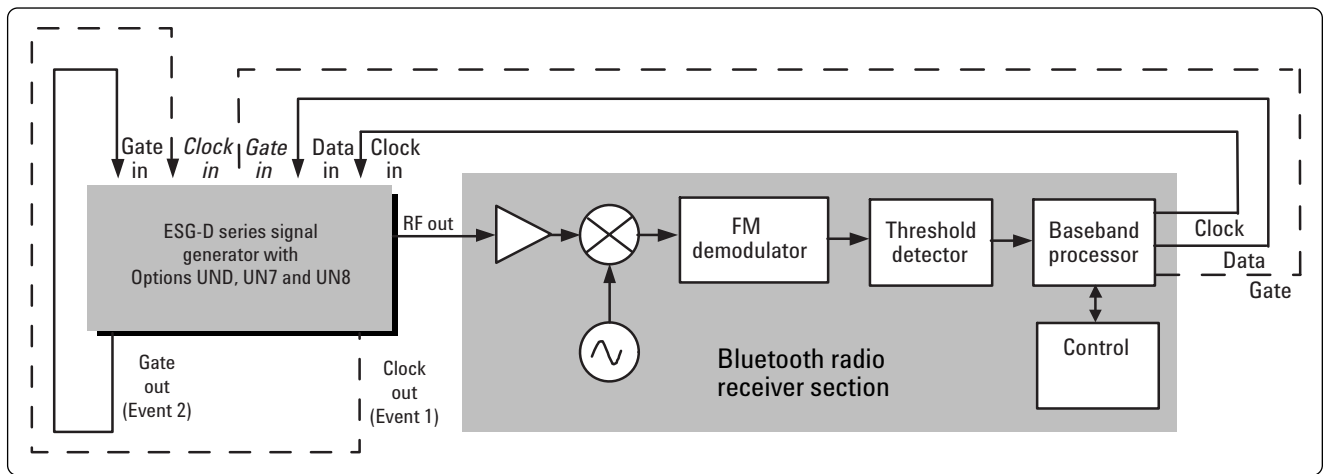 Gate
in
Clock
in
Gate
in
Data
in
Clock
in
ESG-D series signal
generator with
Options UND, UN7 and UN8
RF out
FM
demodulator
Threshold
detector
Baseband
processor
Clock
Data
Gate
Control
Bluetooth radio
receiver section
Gate
out
(Event 2)
Clock
out
(Event 1)